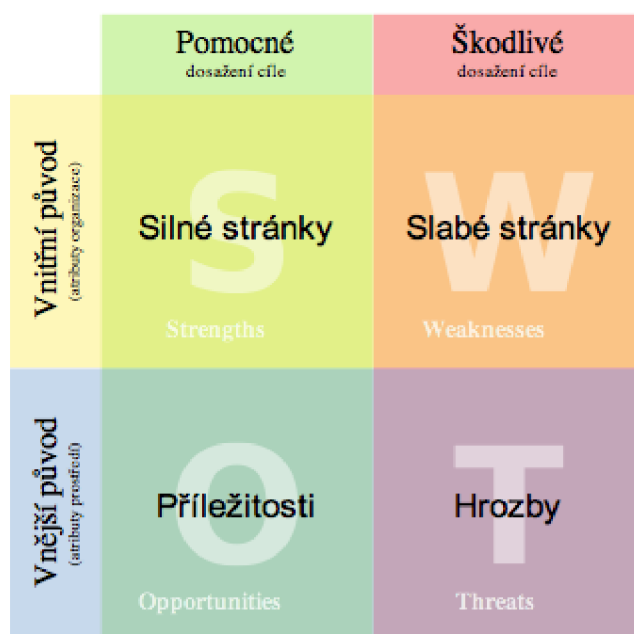 Pomocné
dosažení cíle
Škodlivé
dosažení cíle
Vnitřní původ
(atributy organizace)
S
Silné stránky
Strengths
W
Slabé stránky
Weaknesses
Vnější původ
(atributy prostředí)
O
Příležitosti
Opportunities
T
Hrozby
Threats